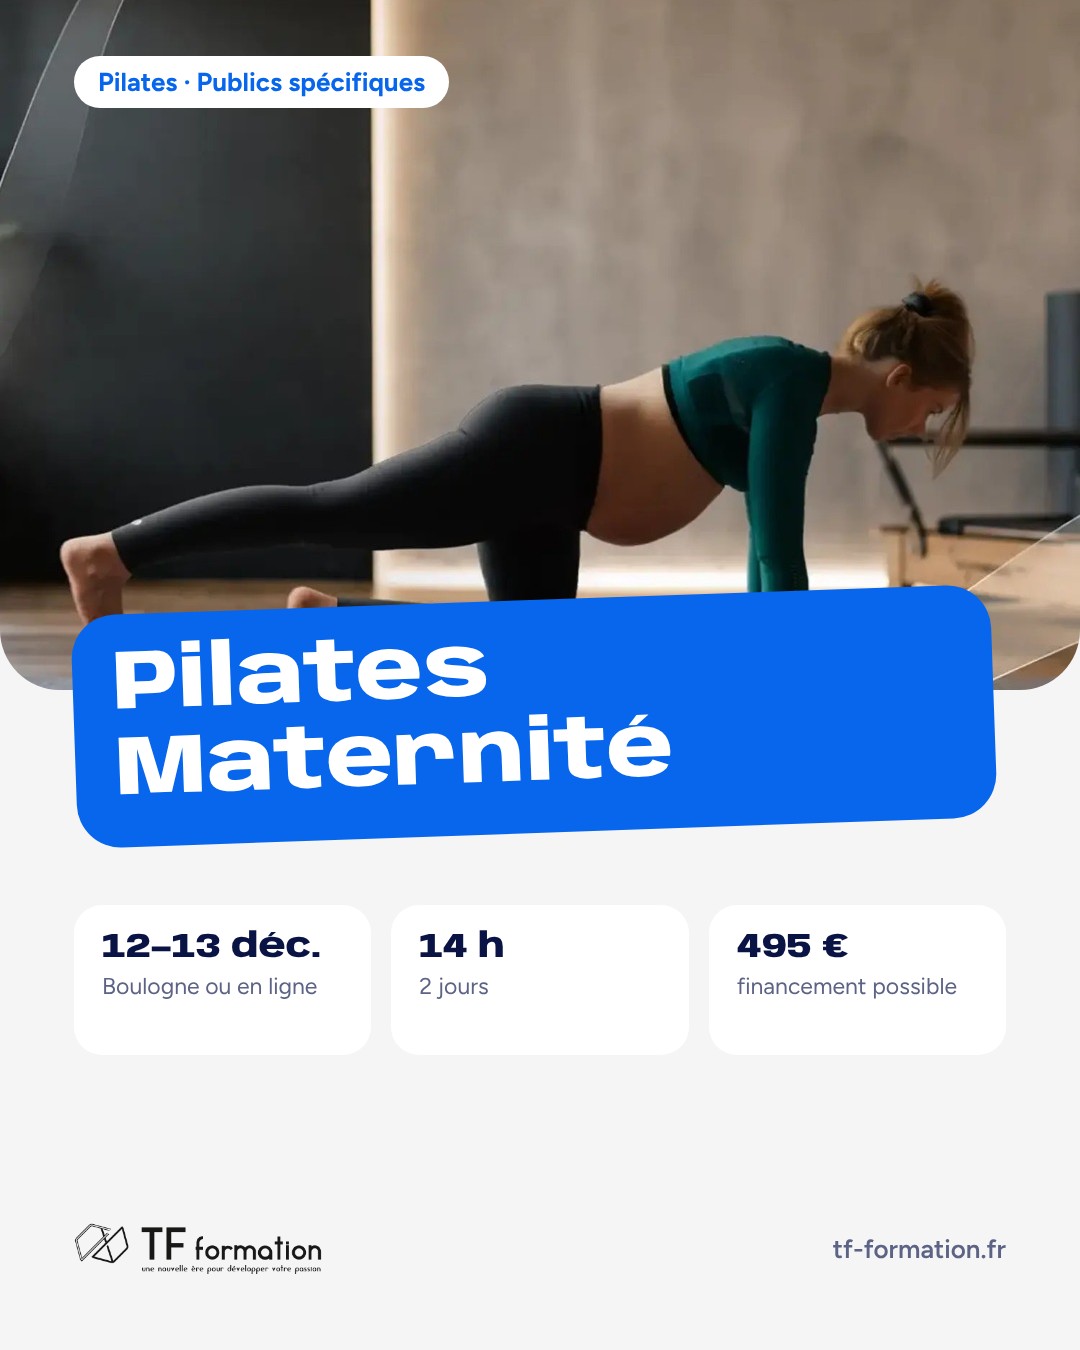 Pilates · Publics spécifiques
Pilates
Maternité
12–13 déc.
Boulogne ou en ligne
14 h
2 jours
495 €
financement possible
TF formation
une nouvelle ère pour développer votre passion
tf-formation.fr